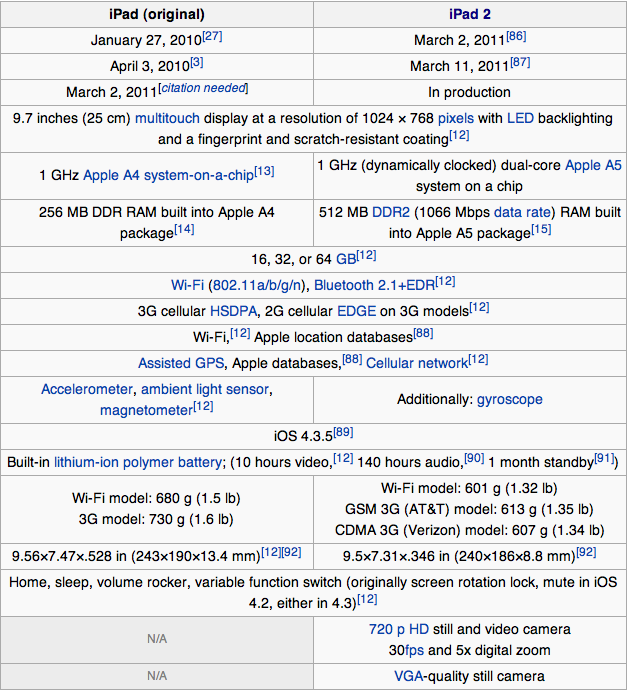 iPad (original) iPad 2
January 27, 2010[27] March 2, 2011[86]
April 3, 2010[3] March 11, 2011[87]
March 2, 2011[citation needed] In production
9.7 inches (25 cm) multitouch display at a resolution of 1024 × 768 pixels with LED backlighting
and a fingerprint and scratch-resistant coating[12]
1 GHz Apple A4 system-on-a-chip[13]
1 GHz (dynamically clocked) dual-core Apple A5
system on a chip
256 MB DDR RAM built into Apple A4
package[14]
512 MB DDR2 (1066 Mbps data rate) RAM built
into Apple A5 package[15]
16, 32, or 64 GB[12]
Wi-Fi (802.11a/b/g/n), Bluetooth 2.1+EDR[12]
3G cellular HSDPA, 2G cellular EDGE on 3G models[12]
Wi-Fi,[12] Apple location databases[88]
Assisted GPS, Apple databases,[88] Cellular network[12]
Accelerometer, ambient light sensor,
magnetometer[12]
Additionally: gyroscope
iOS 4.3.5[89]
Built-in lithium-ion polymer battery; (10 hours video,[12] 140 hours audio,[90] 1 month standby[91])
Wi-Fi model: 680 g (1.5 lb)
3G model: 730 g (1.6 lb)
Wi-Fi model: 601 g (1.32 lb)
GSM 3G (AT&T) model: 613 g (1.35 lb)
CDMA 3G (Verizon) model: 607 g (1.34 lb)
9.56×7.47×.528 in (243×190×13.4 mm)[12][92] 9.5×7.31×.346 in (240×186×8.8 mm)[92]
Home, sleep, volume rocker, variable function switch (originally screen rotation lock, mute in iOS
4.2, either in 4.3)[12]
N/A
720 p HD still and video camera
30fps and 5x digital zoom
N/A VGA-quality still camera